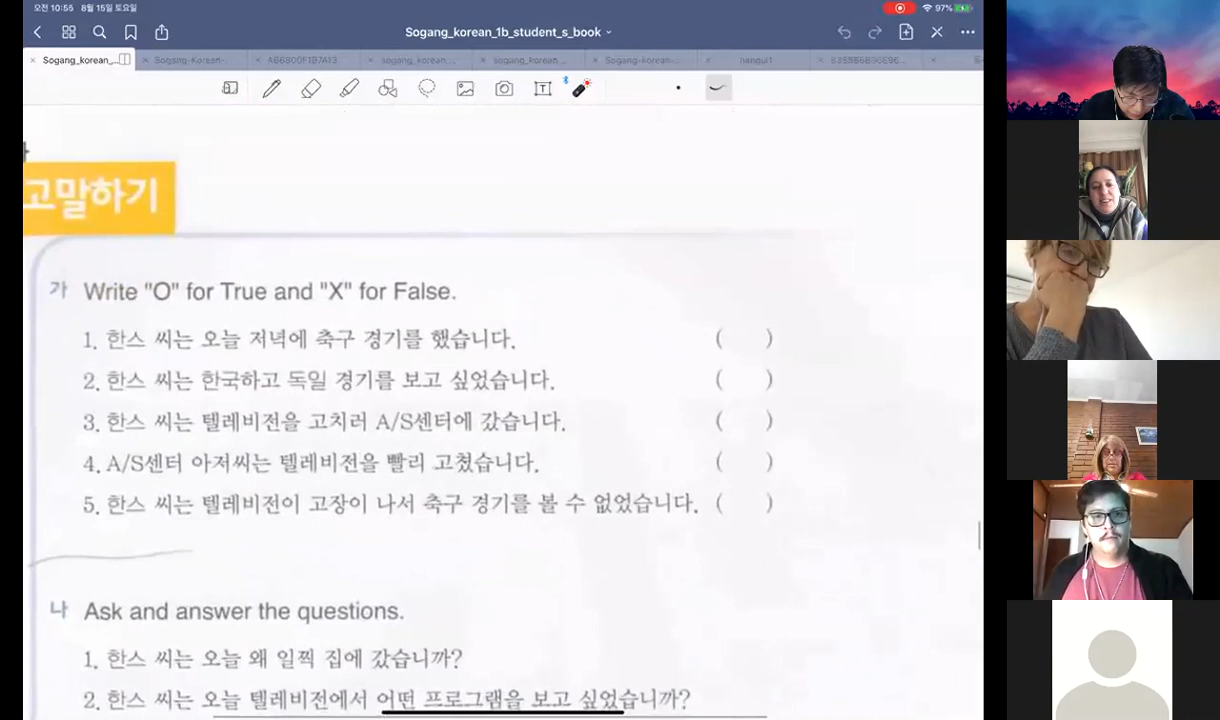 오전 10:55 8월 15일 토요일
97%
Sogang_korean_1b_student_s_book
Sogang_korean_... Sogang-Korean- A66800F1B7A13 sogang_korean... sogang_korean_... Sogang-korean-... hangul1
고말하기
가 Write "O" for True and "X" for False.
1. 한스 씨는 오늘 저녁에 축구 경기를 했습니다. ( )
2. 한스 씨는 한국하고 독일 경기를 보고 싶었습니다. ( )
3. 한스 씨는 텔레비전을 고치러 A/S센터에 갔습니다. ( )
4. A/S센터 아저씨는 텔레비전을 빨리 고쳤습니다. ( )
5. 한스 씨는 텔레비전이 고장이 나서 축구 경기를 볼 수 없었습니다. ( )
나 Ask and answer the questions.
1. 한스 씨는 오늘 왜 일찍 집에 갔습니까?
2. 한스 씨는 오늘 텔레비전에서 어떤 프로그램을 보고 싶었습니까?